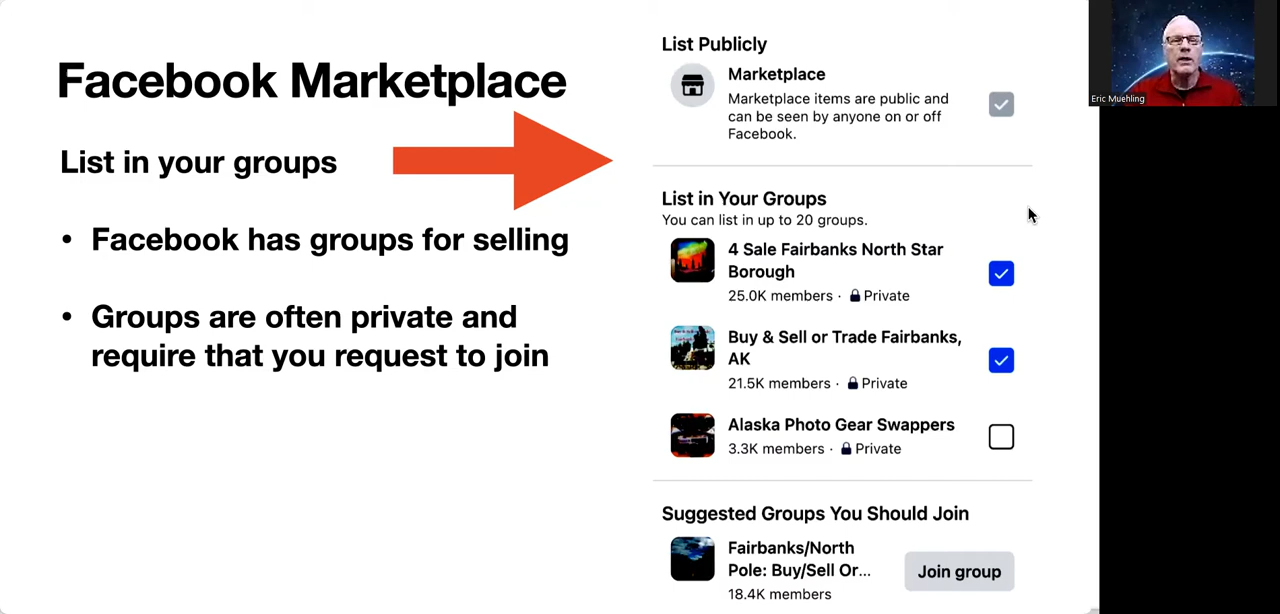 Facebook Marketplace
List in your groups
• Facebook has groups for selling
• Groups are often private and
require that you request to join
List Publicly
Marketplace
Marketplace items are public and
can be seen by anyone on or off
Facebook.
List in Your Groups
You can list in up to 20 groups.
4 Sale Fairbanks North Star
Borough
25.0K members · Private
Buy & Sell or Trade Fairbanks,
AK
21.5K members · Private
Alaska Photo Gear Swappers
3.3K members · Private
Suggested Groups You Should Join
Fairbanks/North
Pole: Buy/Sell Or...
18.4K members
Join group
Eric Muehling